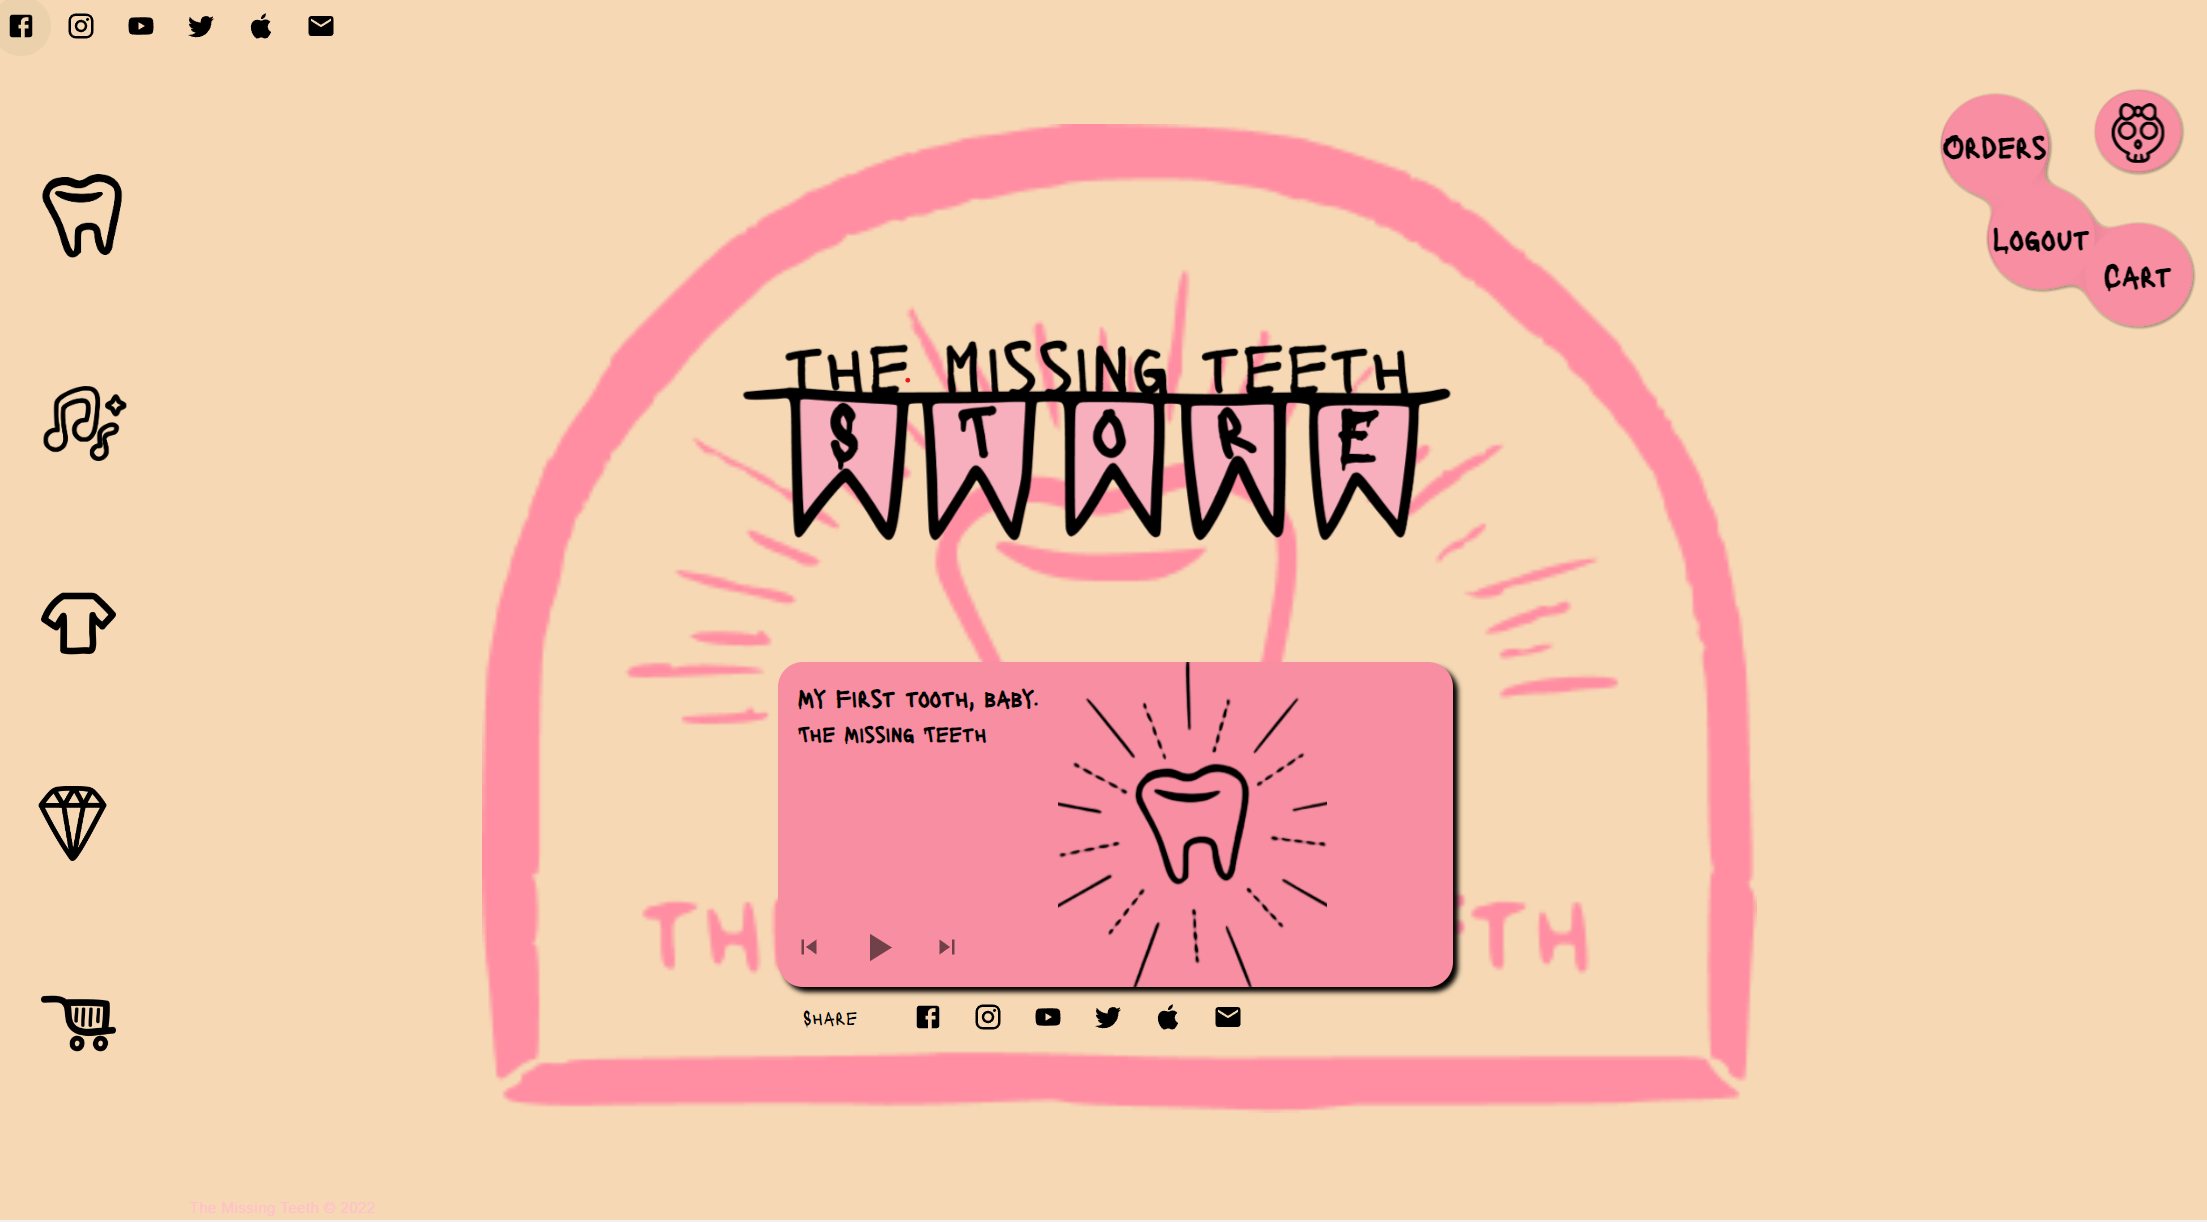 ORDERS
LOGOUT
CART
THE MISSING TEETH
STORE
MY FIRST TOOTH, BABY.
THE MISSING TEETH
TH
TH
SHARE
The Missing Teeth © 2022